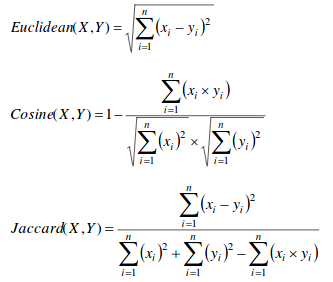 Euclidean(X,Y) = √(∑_{i=1}^{n} (x_i − y_i)²)
Cosine(X,Y) = 1 − ∑_{i=1}^{n} (x_i × y_i) / (√(∑_{i=1}^{n} (x_i)²) × √(∑_{i=1}^{n} (y_i)²))
Jaccard(X,Y) = ∑_{i=1}^{n} (x_i − y_i)² / (∑_{i=1}^{n} (x_i)² + ∑_{i=1}^{n} (y_i)² − ∑_{i=1}^{n} (x_i × y_i))